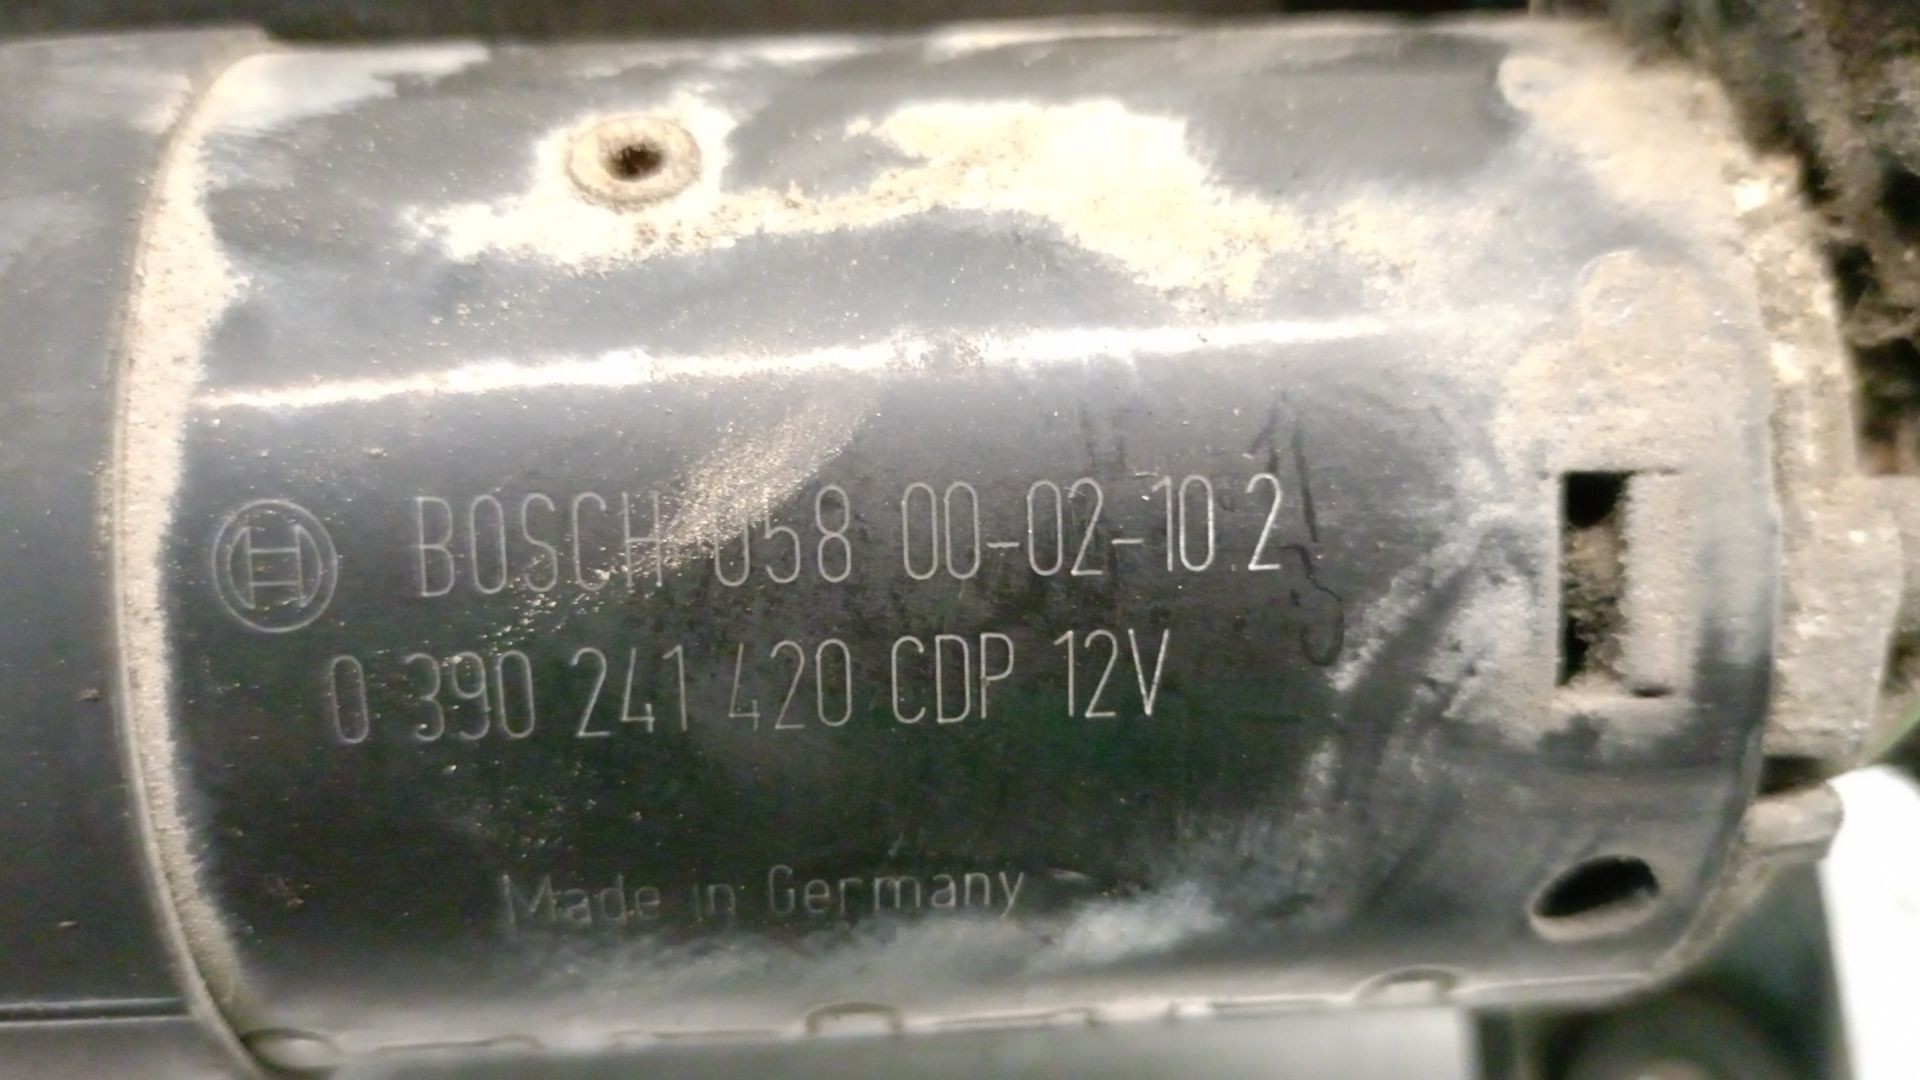 BOSCH 058 00-02-10.2
0 390 241 420 CDP 12V
Made in Germany